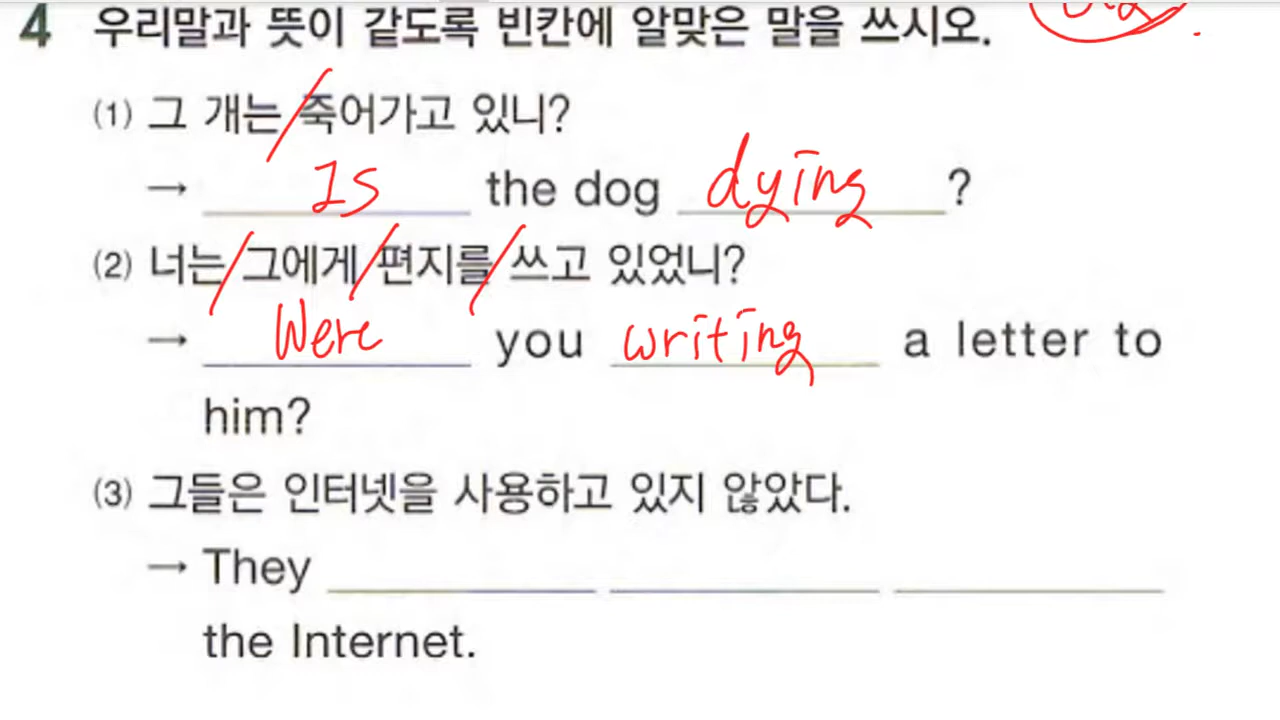 4 우리말과 뜻이 같도록 빈칸에 알맞은 말을 쓰시오.
(1) 그 개는 죽어가고 있니?
→ Is the dog dying ?
(2) 너는 그에게 편지를 쓰고 있었니?
→ Were you writing a letter to
him?
(3) 그들은 인터넷을 사용하고 있지 않았다.
→ They
the Internet.